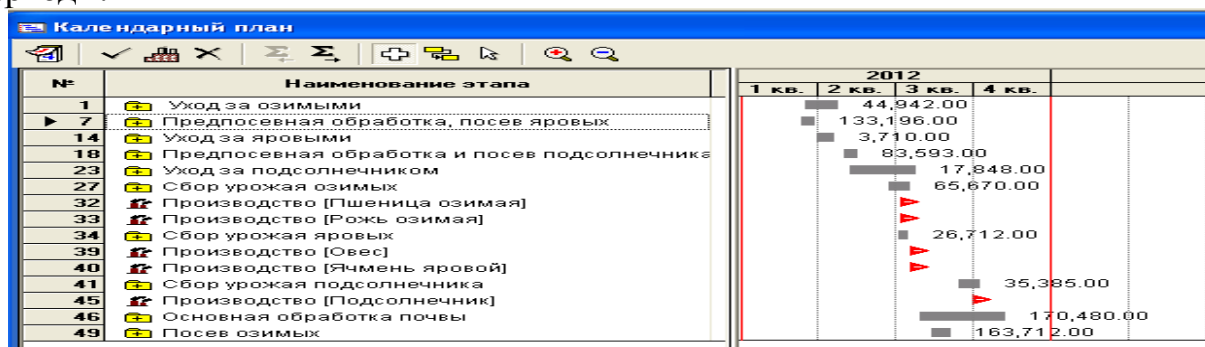 Календарный план
№ Наименование этапа 2012
1 кв. 2 кв. 3 кв. 4 кв.
1 Уход за озимыми 44,942.00
7 Предпосевная обработка, посев яровых 133,196.00
14 Уход за яровыми 3,710.00
18 Предпосевная обработка и посев подсолнечника 83,593.00
23 Уход за подсолнечником 17,848.00
27 Сбор урожая озимых 65,670.00
32 Производство [Пшеница озимая]
33 Производство [Рожь озимая]
34 Сбор урожая яровых 26,712.00
39 Производство [Овес]
40 Производство [Ячмень яровой]
41 Сбор урожая подсолнечника 35,385.00
45 Производство [Подсолнечник]
46 Основная обработка почвы 170,480.00
49 Посев озимых 163,712.00